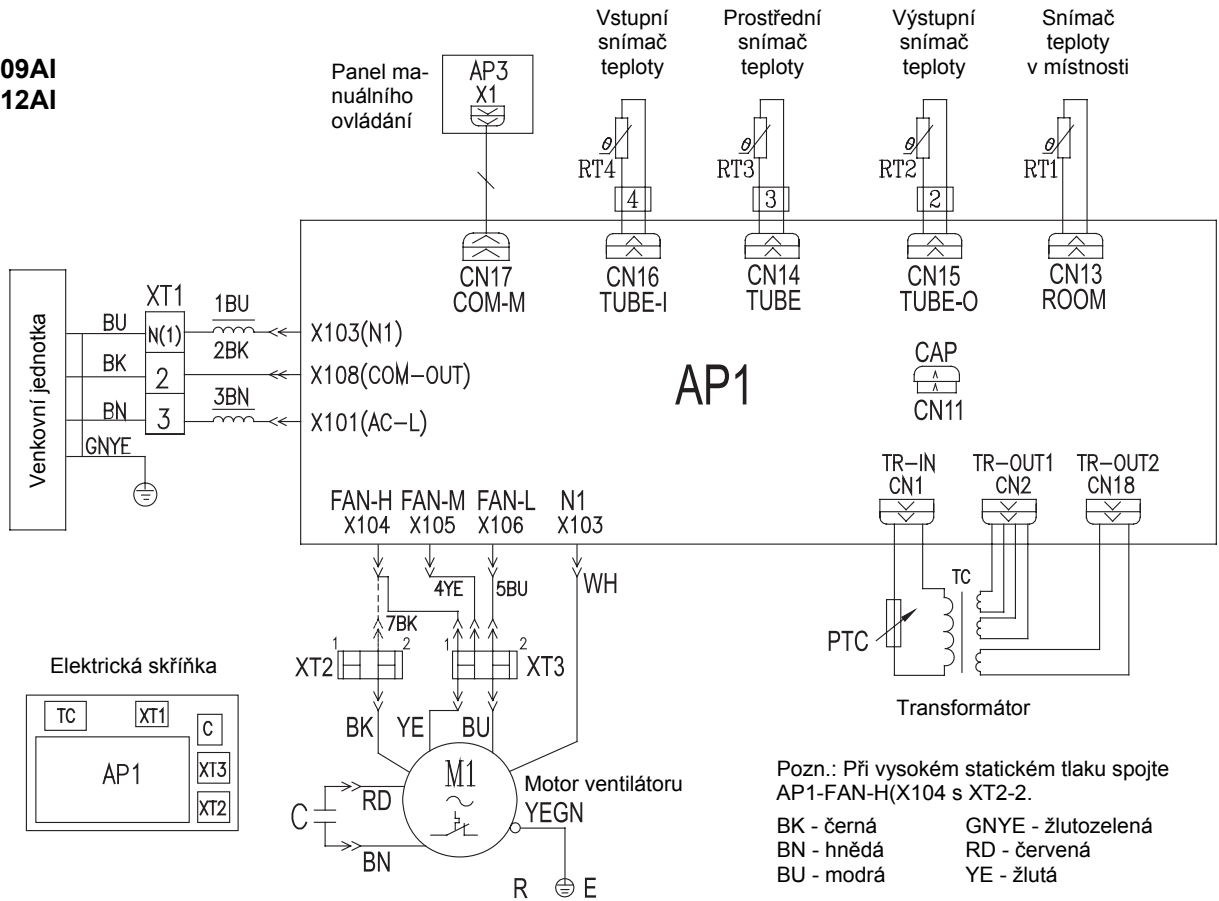 09AI
12AI
Panel ma-
nuálního
ovládání
AP3
X1
Vstupní
snímač
teploty
Prostřední
snímač
teploty
Výstupní
snímač
teploty
Snímač
teploty
v místnosti
θ
RT4
θ
RT3
θ
RT2
θ
RT1
4
3
2
CN17
COM-M
CN16
TUBE-I
CN14
TUBE
CN15
TUBE-O
CN13
ROOM
Venkovní jednotka
XT1
BU
N(1)
1BU
X103(N1)
BK
2
2BK
X108(COM-OUT)
BN
3
3BN
X101(AC-L)
GNYE
AP1
CAP
CN11
TR-IN
CN1
TR-OUT1
CN2
TR-OUT2
CN18
FAN-H
X104
FAN-M
X105
FAN-L
X106
N1
X103
4YE
5BU
WH
7BK
1
2
1
2
XT2
XT3
PTC
TC
Transformátor
Elektrická skříňka
TC
XT1
C
AP1
XT3
XT2
BK
YE
BU
M1
Motor ventilátoru
YEGN
C
RD
BN
R
E
Pozn.: Při vysokém statickém tlaku spojte
AP1-FAN-H(X104 s XT2-2.
BK - černá
GNYE - žlutozelená
BN - hnědá
RD - červená
BU - modrá
YE - žlutá